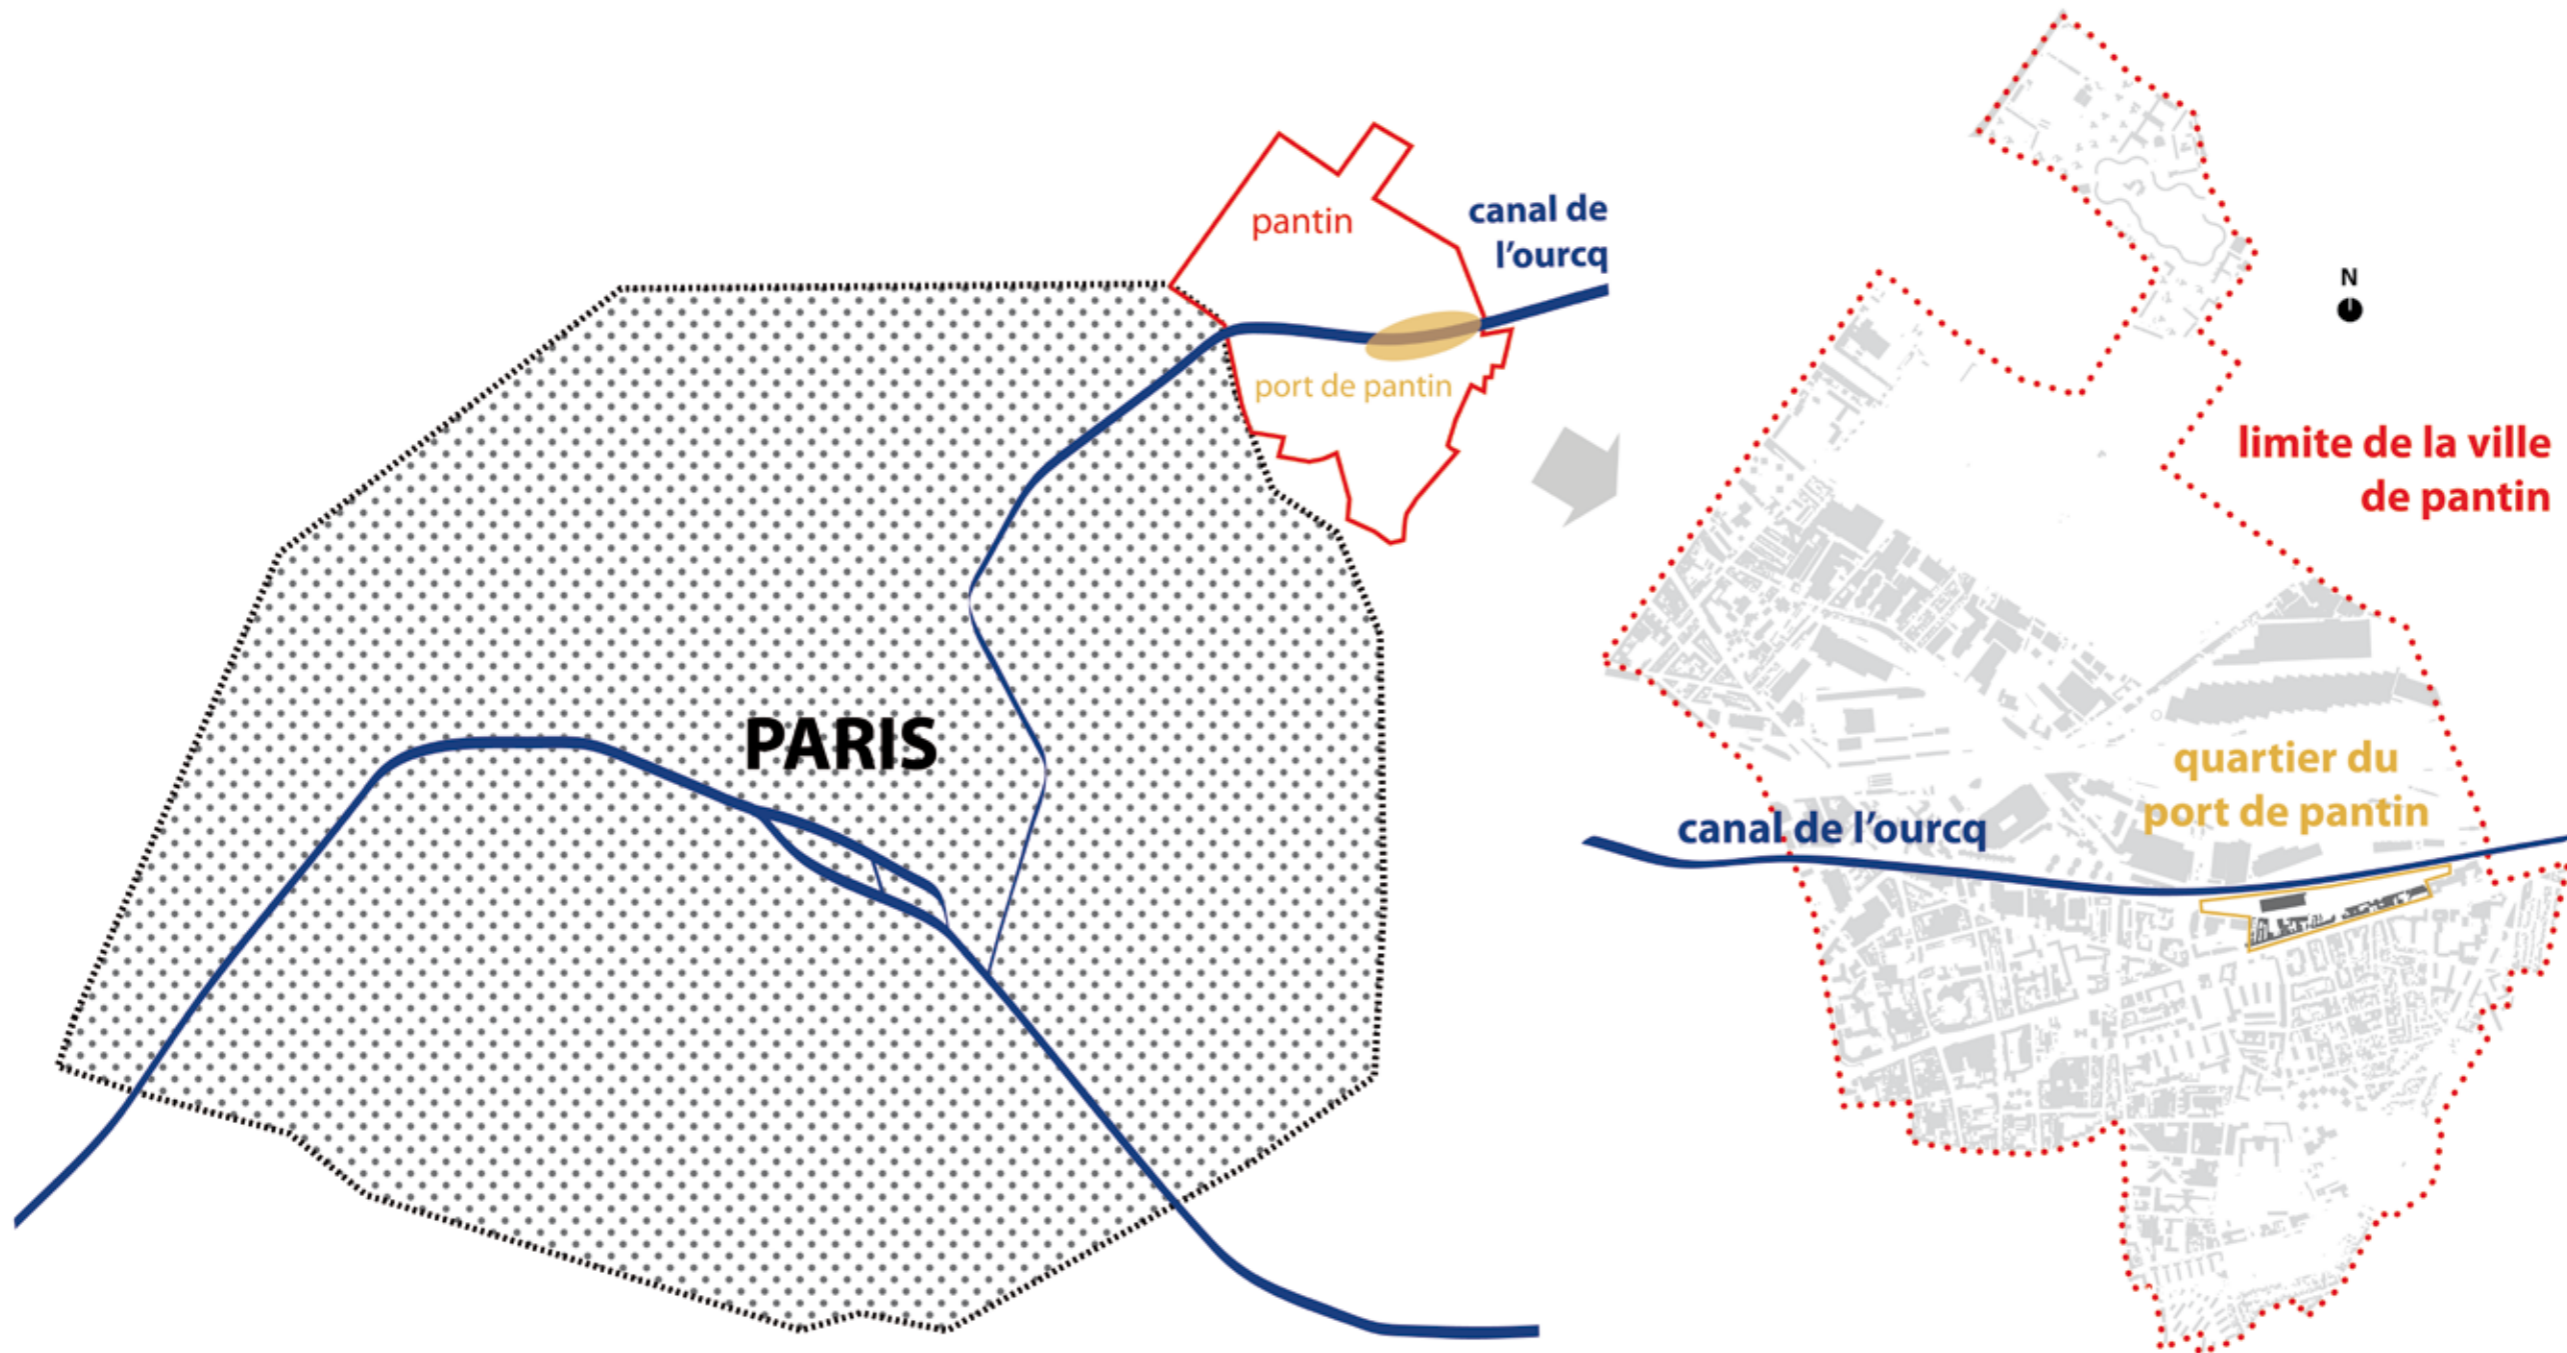 pantin
canal de
l'ourcq
port de pantin
PARIS
N
limite de la ville
de pantin
quartier du
port de pantin
canal de l'ourcq